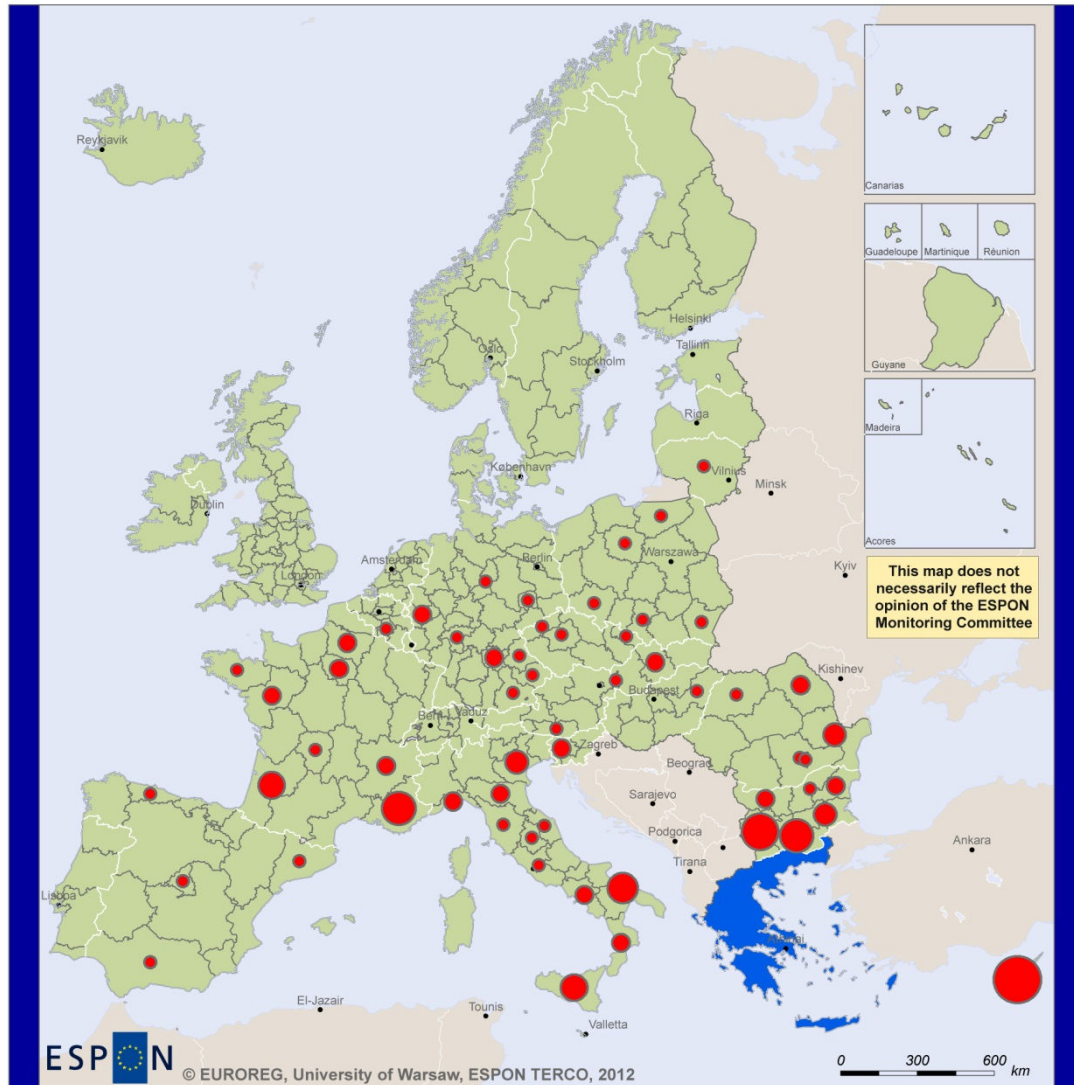 Reykjavik
Canarias
Guadeloupe
Martinique
Réunion
Guyane
Madeira
Acores
This map does not
necessarily reflect the
opinion of the ESPON
Monitoring Committee
Helsinki
Tallinn
Oslo
Stockholm
Riga
København
Vilnius
Minsk
Dublin
Amsterdam
Berlin
Warszawa
London
Kyiv
Kishinev
Budapest
Bern
Vaduz
Zagreb
Beograd
Sarajevo
Podgorica
Tirana
Ankara
Lisboa
El-Jazair
Tounis
Valletta
ESPON
© EUROREG, University of Warsaw, ESPON TERCO, 2012
0 300 600
km